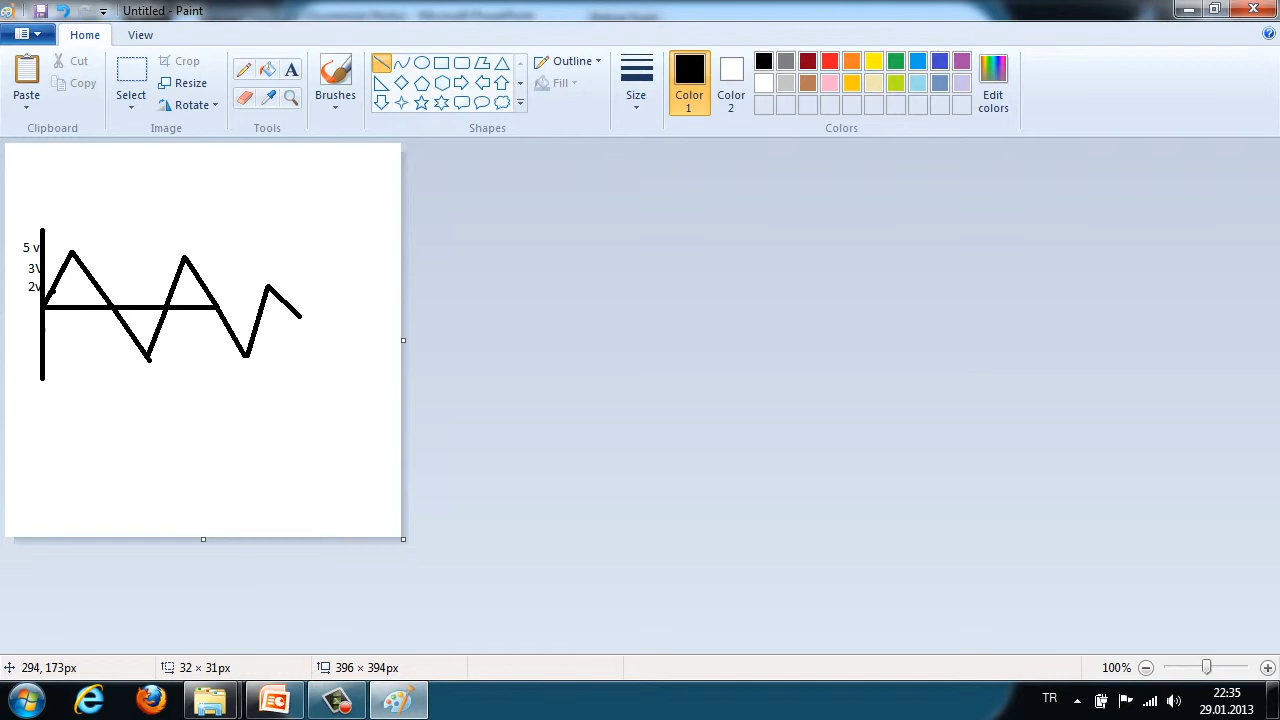 Untitled - Paint
Home View
Paste
Cut
Copy
Clipboard
Select
Crop
Resize
Rotate
Image
A
Tools
Brushes
Outline
Fill
Shapes
Size
Color 1
Color 2
Edit colors
Colors
5 v
3V
2v
294, 173px 32 × 31px 396 × 394px 100%
TR 22:35
29.01.2013